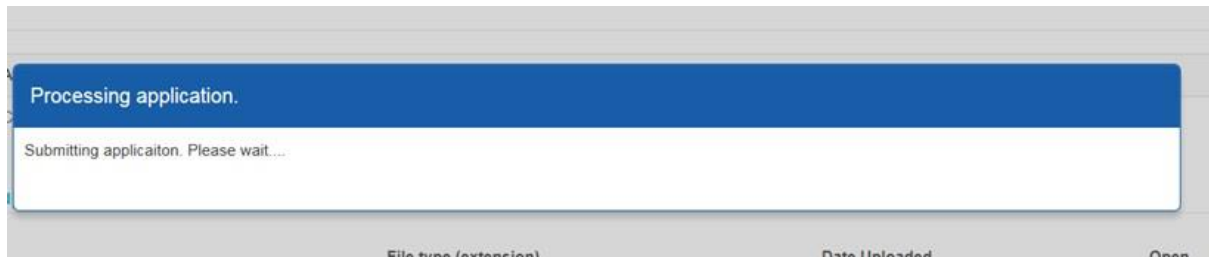 Processing application.
Submitting applicaiton. Please wait....
File type (extension) Date Uploaded Open